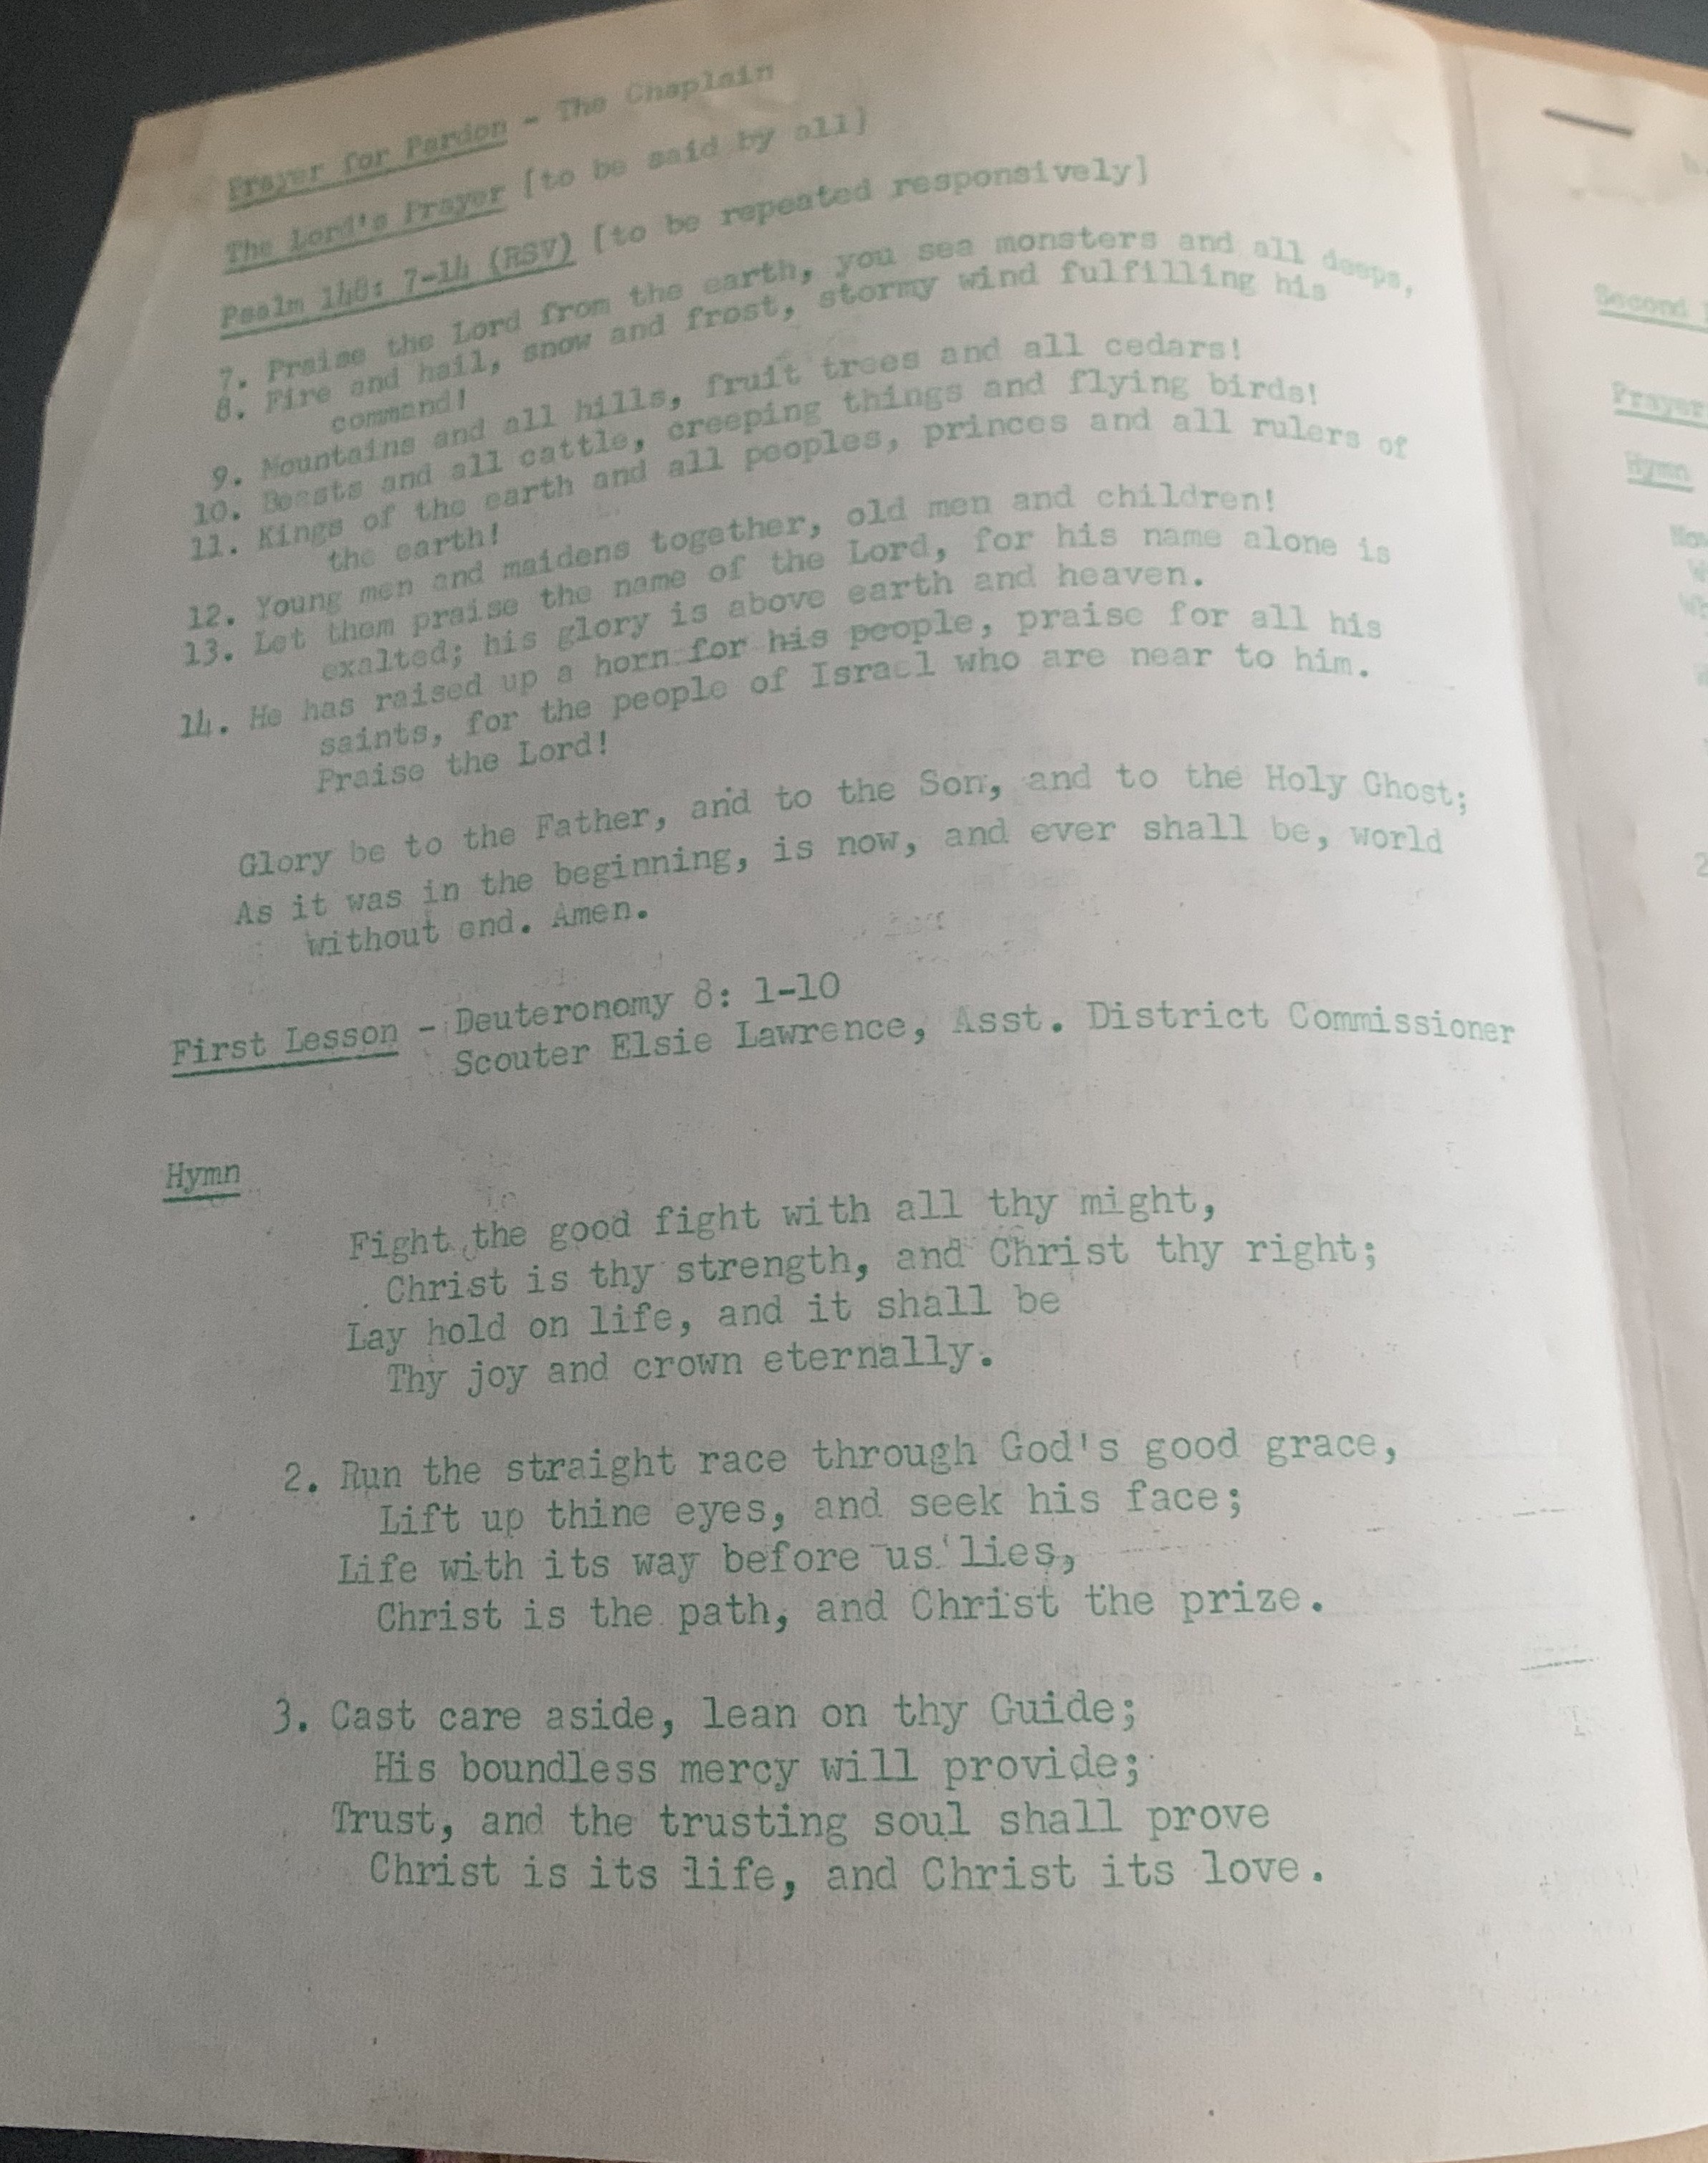 Prayer for Pardon - The Chaplain
The Lord's Prayer [to be said by all]
Psalm 148: 7-14 (RSV) [to be repeated responsively]
7. Praise the Lord from the earth, you sea monsters and all deeps,
8. Fire and hail, snow and frost, stormy wind fulfilling his
command!
9. Mountains and all hills, fruit trees and all cedars!
10. Beasts and all cattle, creeping things and flying birds!
11. Kings of the earth and all peoples, princes and all rulers of
the earth!
12. Young men and maidens together, old men and children!
13. Let them praise the name of the Lord, for his name alone is
exalted; his glory is above earth and heaven.
14. He has raised up a horn for his people, praise for all his
saints, for the people of Israel who are near to him.
Praise the Lord!
Glory be to the Father, and to the Son, and to the Holy Ghost;
As it was in the beginning, is now, and ever shall be, world
without end. Amen.
First Lesson - Deuteronomy 8: 1-10
Scouter Elsie Lawrence, Asst. District Commissioner
Hymn
Fight the good fight with all thy might,
Christ is thy strength, and Christ thy right;
Lay hold on life, and it shall be
Thy joy and crown eternally.
2. Run the straight race through God's good grace,
Lift up thine eyes, and seek his face;
Life with its way before us lies,
Christ is the path, and Christ the prize.
3. Cast care aside, lean on thy Guide;
His boundless mercy will provide;
Trust, and the trusting soul shall prove
Christ is its life, and Christ its love.
Second
Prayer
Hymn
2